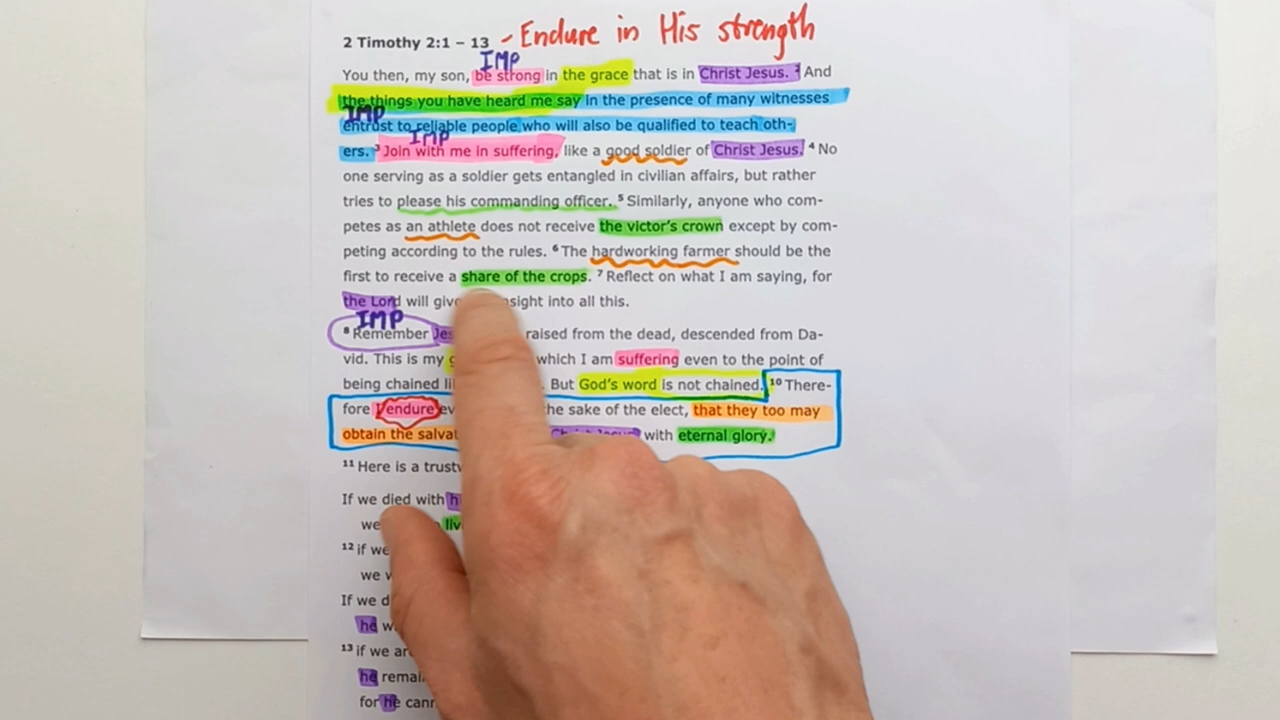 2 Timothy 2:1 – 13 - Endure in His strength
IMP
You then, my son, be strong in the grace that is in Christ Jesus. 2 And
the things you have heard me say in the presence of many witnesses
IMP
entrust to reliable people who will also be qualified to teach oth-
IMP
ers. 3 Join with me in suffering, like a good soldier of Christ Jesus. 4 No
one serving as a soldier gets entangled in civilian affairs, but rather
tries to please his commanding officer. 5 Similarly, anyone who com-
petes as an athlete does not receive the victor's crown except by com-
peting according to the rules. 6 The hardworking farmer should be the
first to receive a share of the crops. 7 Reflect on what I am saying, for
the Lord will give insight into all this.
IMP
8 Remember raised from the dead, descended from Da-
vid. This is my which I am suffering even to the point of
being chained But God's word is not chained. 10 There-
fore I endure the sake of the elect, that they too may
obtain the Christ Jesus with eternal glory.
11 Here is a
If we died with
we
12 if we
we
If we
he
13 if we
he
for he